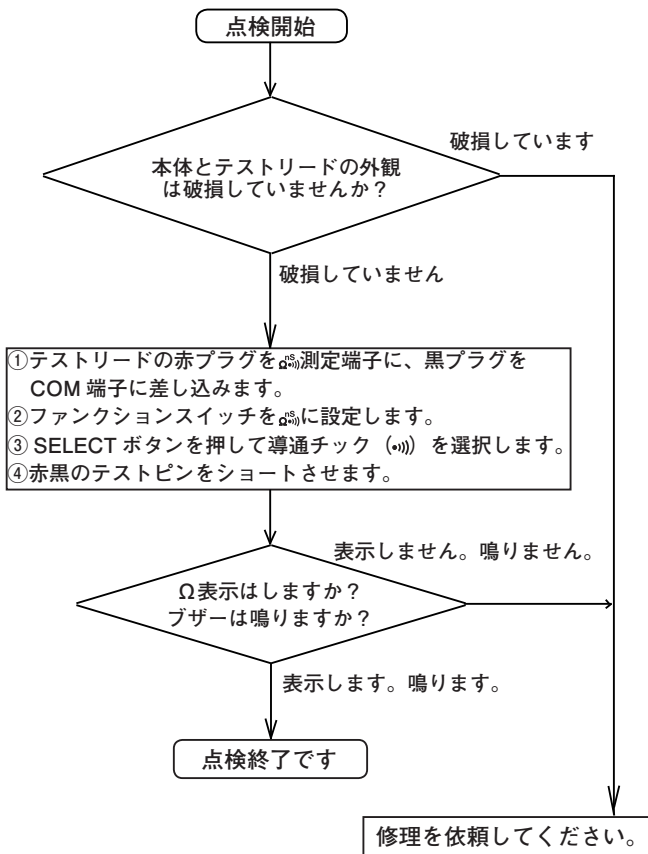 点検開始
破損しています
本体とテストリードの外観
は破損していませんか？
破損していません
①テストリードの赤プラグをΩnS•)))測定端子に、黒プラグを
COM 端子に差し込みます。
②ファンクションスイッチをΩnS•)))に設定します。
③ SELECT ボタンを押して導通チック（•)))）を選択します。
④赤黒のテストピンをショートさせます。
表示しません。鳴りません。
Ω表示はしますか？
ブザーは鳴りますか？
表示します。鳴ります。
点検終了です
修理を依頼してください。